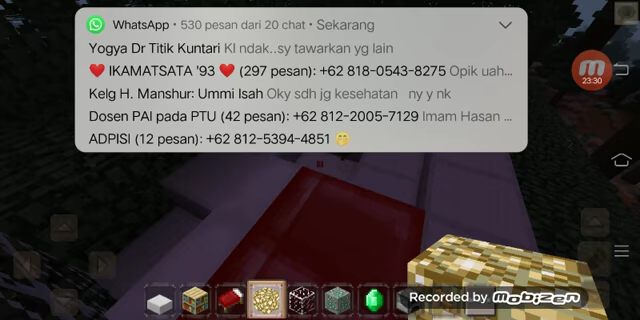 WhatsApp • 530 pesan dari 20 chat • Sekarang
Yogya Dr Titik Kuntari Kl ndak..sy tawarkan yg lain
❤️ IKAMATSATA '93 ❤️ (297 pesan): +62 818-0543-8275 Opik uah...
Kelg H. Manshur: Ummi Isah Oky sdh jg kesehatan ny y nk
Dosen PAI pada PTU (42 pesan): +62 812-2005-7129 Imam Hasan ...
ADPISI (12 pesan): +62 812-5394-4851 🤭
23:30
Recorded by Mobizen